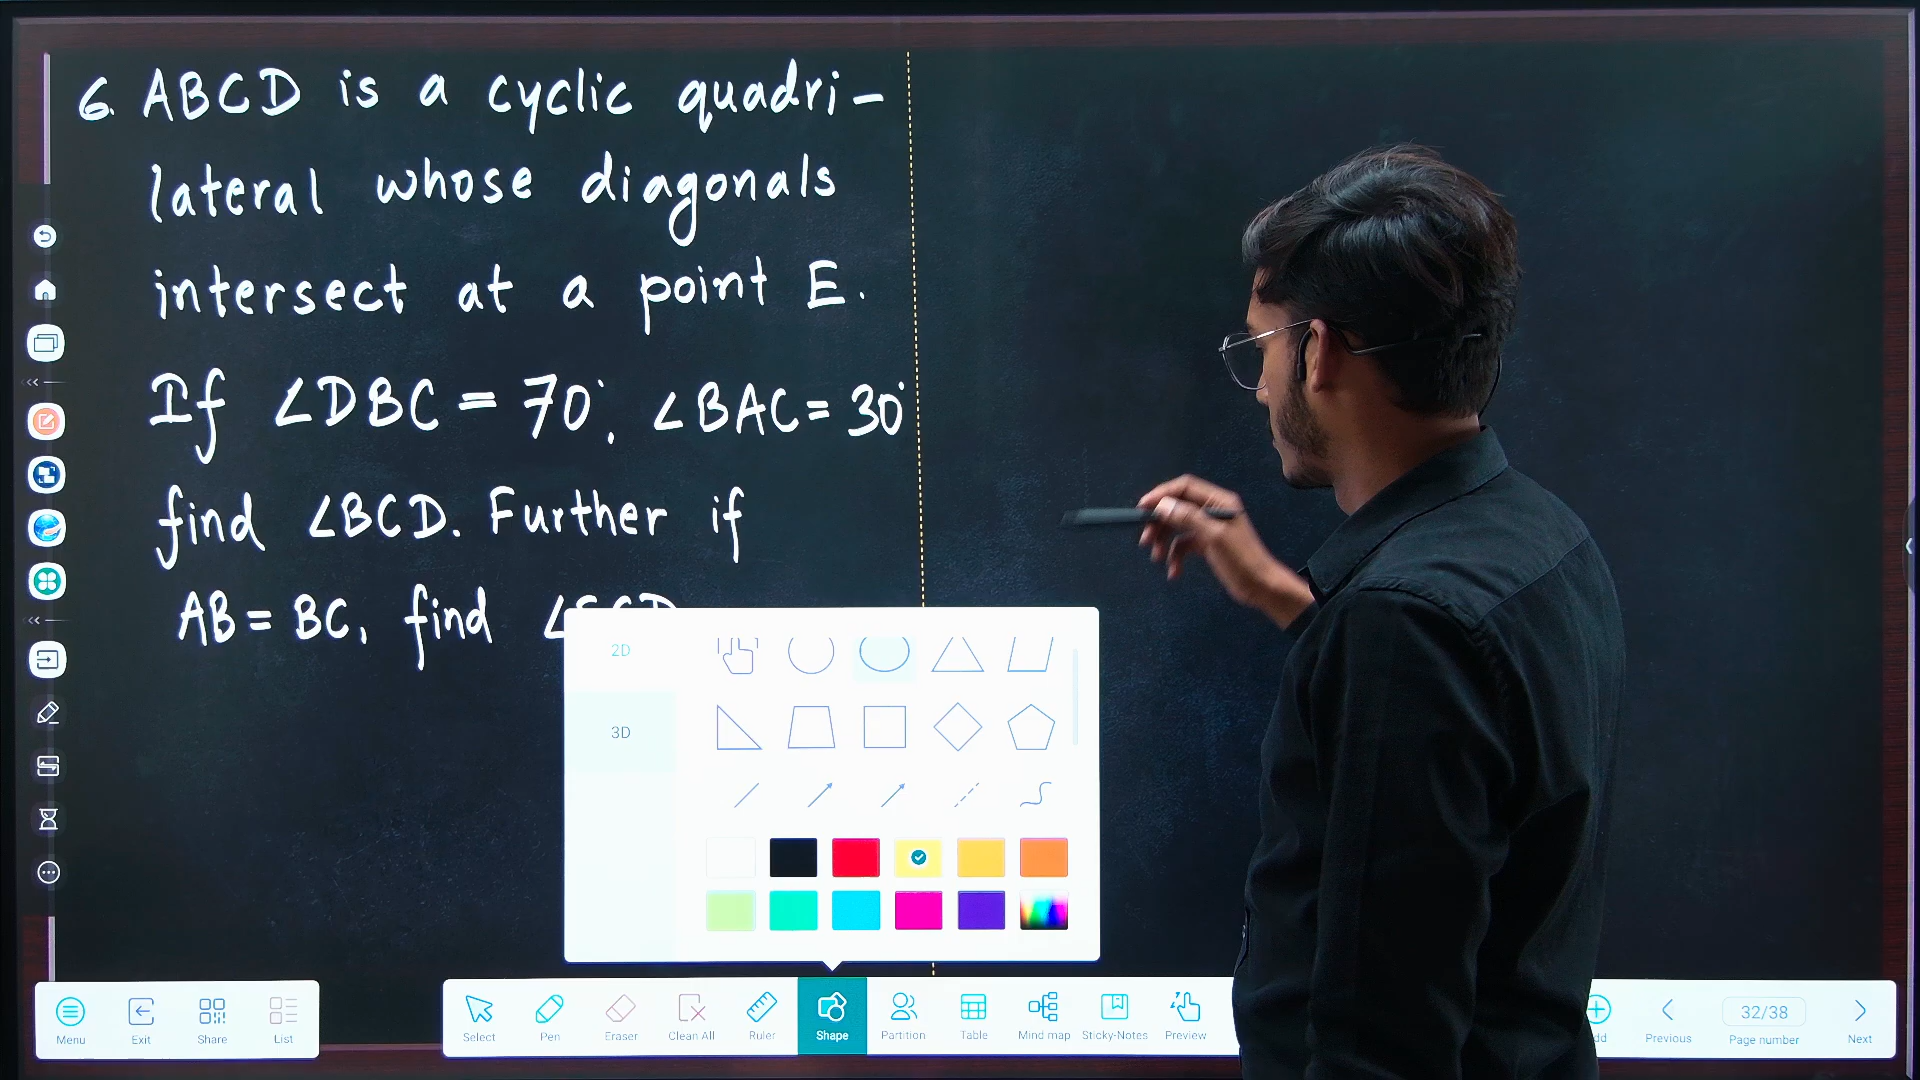 6. ABCD is a cyclic quadri-
lateral whose diagonals
intersect at a point E.
If ∠DBC = 70°, ∠BAC = 30°
find ∠BCD. Further if
AB = BC, find
2D
3D
Menu Exit Share List
Select Pen Eraser Clean All Ruler Shape Partition Table Mind map Sticky-Notes Preview
Previous 32/38 Page number Next